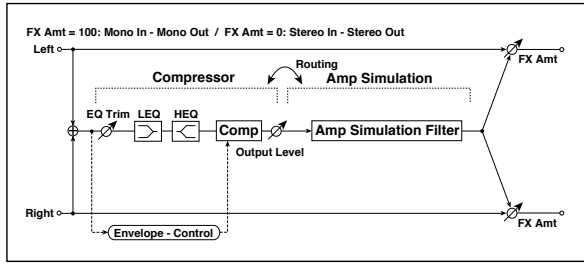 FX Amt = 100: Mono In - Mono Out / FX Amt = 0: Stereo In - Stereo Out
Left
FX Amt
Routing
Compressor
Amp Simulation
EQ Trim
LEQ
HEQ
Comp
Output Level
Amp Simulation Filter
Right
FX Amt
Envelope - Control